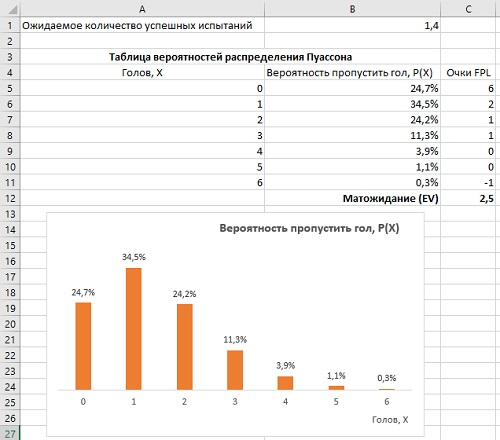 A B C
1 Ожидаемое количество успешных испытаний 1,4
2
3 Таблица вероятностей распределения Пуассона
4 Голов, X Вероятность пропустить гол, P(X) Очки FPL
5 0 24,7% 6
6 1 34,5% 2
7 2 24,2% 1
8 3 11,3% 1
9 4 3,9% 0
10 5 1,1% 0
11 6 0,3% -1
12 Матожидание (EV) 2,5
13
14 Вероятность пропустить гол, P(X)
15
16 34,5%
17
18 24,7% 24,2%
19
20
21 11,3%
22
23 3,9%
24 1,1% 0,3%
25 0 1 2 3 4 5 6
26 Голов, X
27